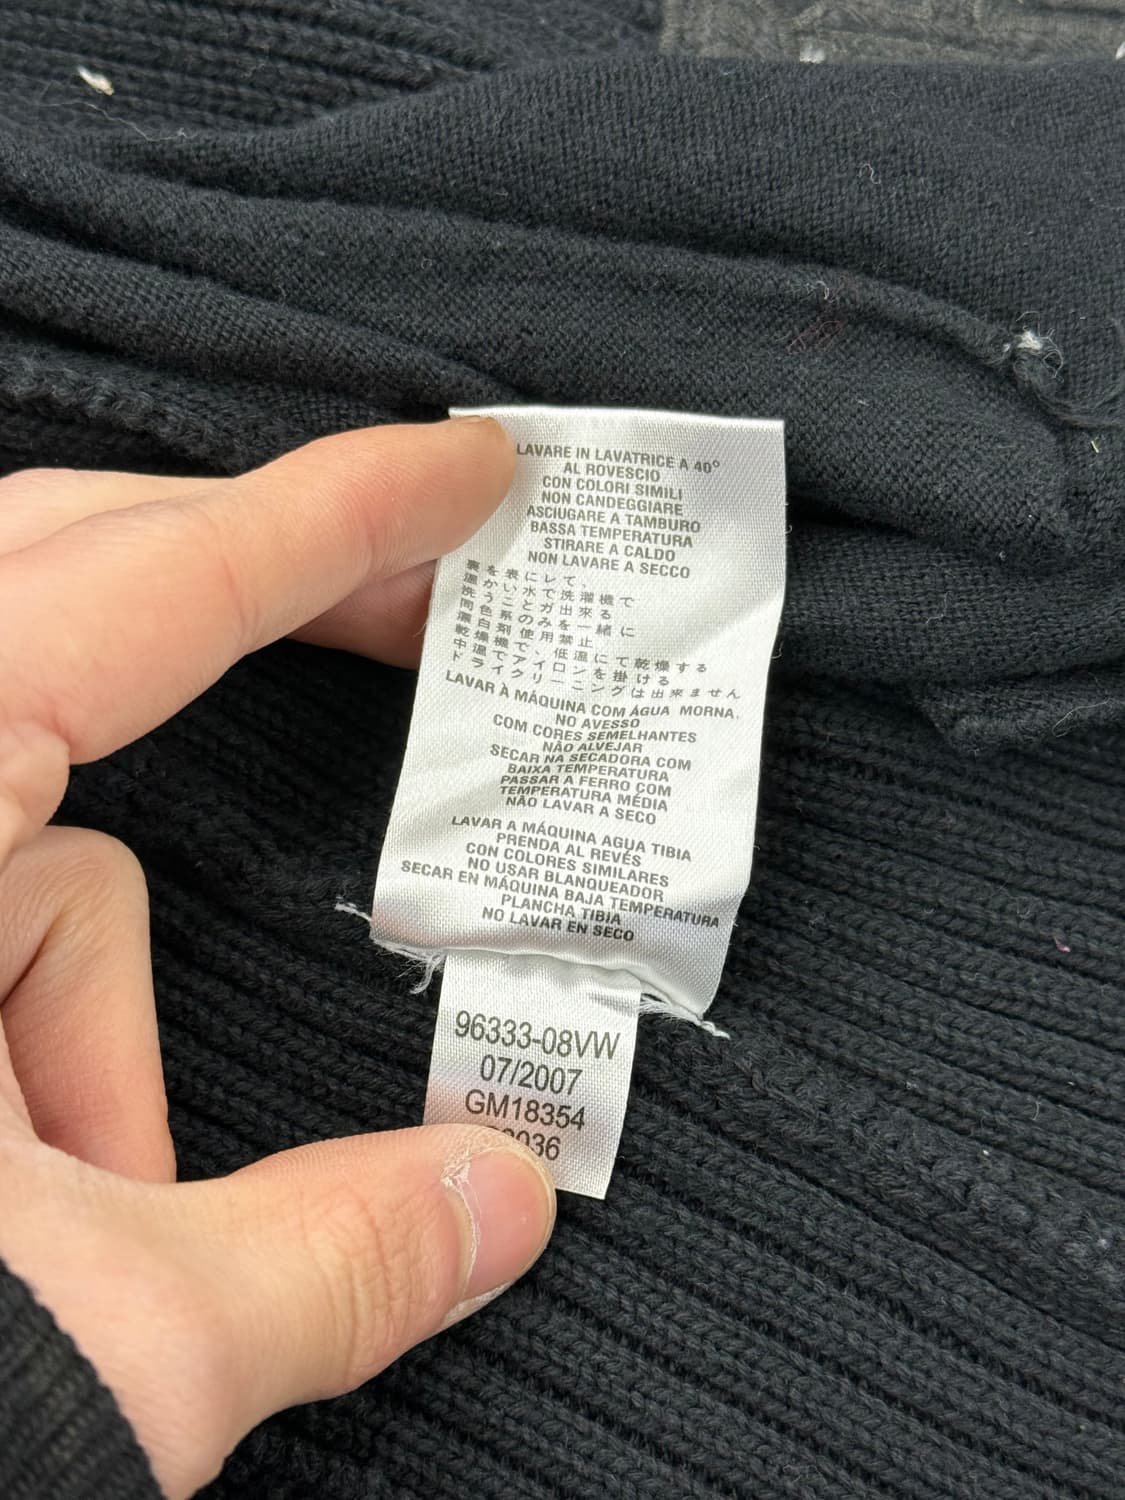 LAVARE IN LAVATRICE A 40°
AL ROVESCIO
CON COLORI SIMILI
NON CANDEGGIARE
ASCIUGARE A TAMBURO
BASSA TEMPERATURA
STIRARE A CALDO
NON LAVARE A SECCO
裏を表にして、
温かい水で洗濯機で
洗うことガ出來る
同色系のみを一緒に
漂白剤使用禁止
乾燥機で、低温にて乾燥する
中温でアイロンを掛ける
ドライクリーニングは出來ません
LAVAR À MÁQUINA COM ÁGUA MORNA,
NO AVESSO
COM CORES SEMELHANTES
NÃO ALVEJAR
SECAR NA SECADORA COM
BAIXA TEMPERATURA
PASSAR A FERRO COM
TEMPERATURA MÉDIA
NÃO LAVAR A SECO
LAVAR A MÁQUINA AGUA TIBIA
PRENDA AL REVÉS
CON COLORES SIMILARES
NO USAR BLANQUEADOR
SECAR EN MÁQUINA BAJA TEMPERATURA
PLANCHA TIBIA
NO LAVAR EN SECO
96333-08VW
07/2007
GM18354